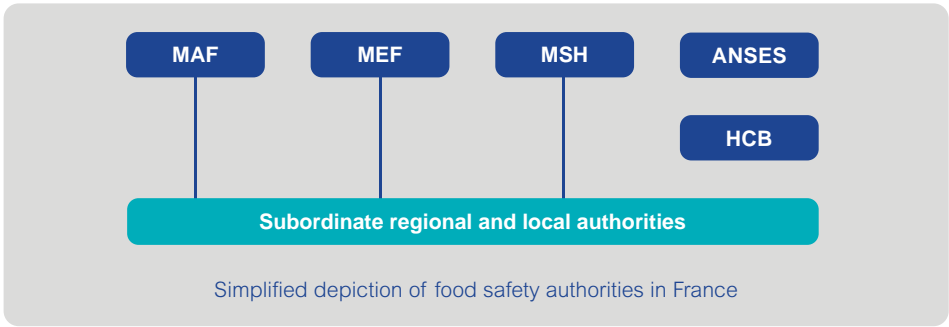 MAF
MEF
MSH
ANSES
HCB
Subordinate regional and local authorities
Simplified depiction of food safety authorities in France